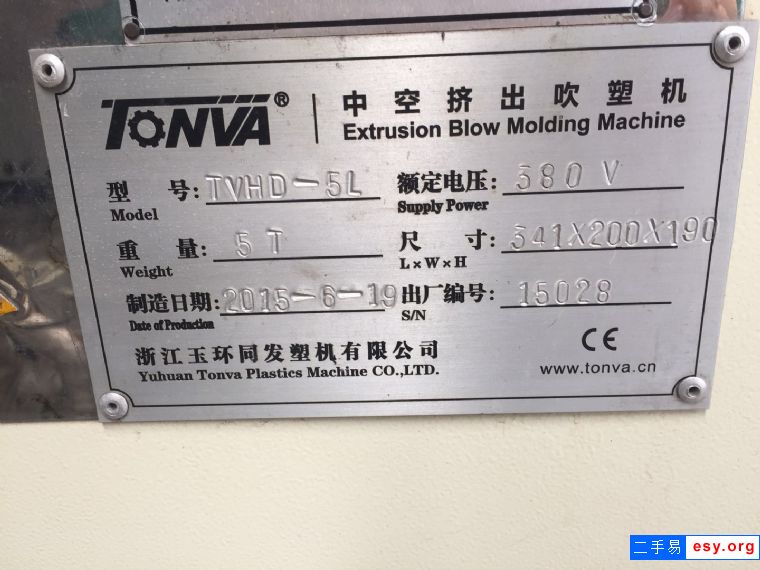 TONVA® 中空挤出吹塑机
Extrusion Blow Molding Machine
型 号: TVHD-5L 额定电压: 380 V
Model Supply Power
重 量: 5T 尺 寸: 341X200X190
Weight L×W×H
制造日期: 2015-6-19 出厂编号: 15028
Date of Production S/N
浙江玉环同发塑机有限公司 CE
Yuhuan Tonva Plastics Machine CO.,LTD. www.tonva.cn
二手易 esy.org